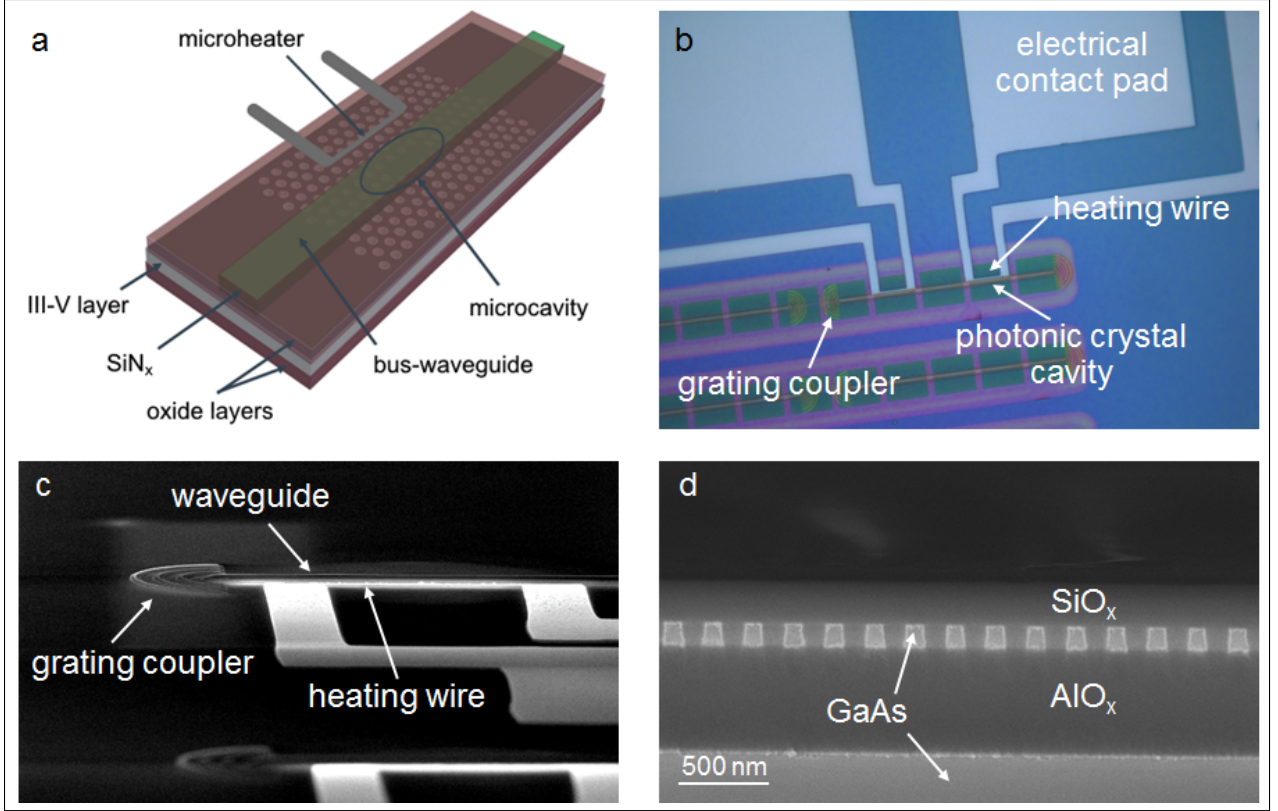 a
microheater
III-V layer
SiNx
oxide layers
microcavity
bus-waveguide
b
electrical
contact pad
heating wire
photonic crystal
cavity
grating coupler
c
waveguide
grating coupler
heating wire
d
SiOx
GaAs
AlOx
500 nm